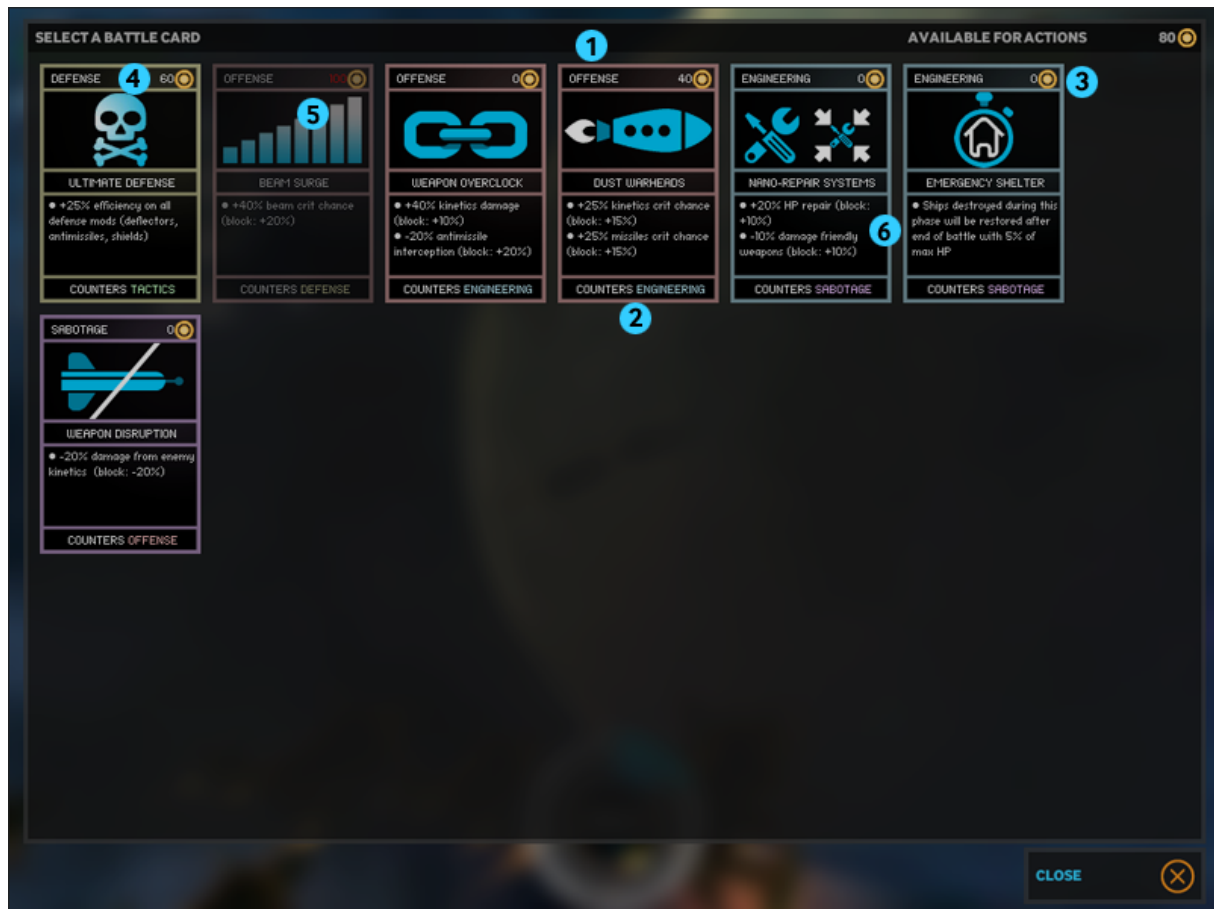 SELECT A BATTLE CARD
1
AVAILABLE FOR ACTIONS
80
DEFENSE
4
60
ULTIMATE DEFENSE
● +25% efficiency on all
defense mods (deflectors,
antimissiles, shields)
COUNTERS TACTICS
OFFENSE
100
5
BEAM SURGE
● +40% beam crit chance
(block: +20%)
COUNTERS DEFENSE
OFFENSE
0
WEAPON OVERCLOCK
● +40% kinetics damage
(block: +10%)
● -20% antimissile
interception (block: +20%)
COUNTERS ENGINEERING
OFFENSE
40
DUST WARHEADS
● +25% kinetics crit chance
(block: +15%)
● +25% missiles crit chance
(block: +15%)
COUNTERS ENGINEERING
2
ENGINEERING
0
NANO-REPAIR SYSTEMS
● +20% HP repair (block:
+10%)
● -10% damage friendly
weapons (block: +10%)
6
COUNTERS SABOTAGE
ENGINEERING
0
3
EMERGENCY SHELTER
● Ships destroyed during this
phase will be restored after
end of battle with 5% of
max HP
COUNTERS SABOTAGE
SABOTAGE
0
WEAPON DISRUPTION
● -20% damage from enemy
kinetics (block: -20%)
COUNTERS OFFENSE
CLOSE